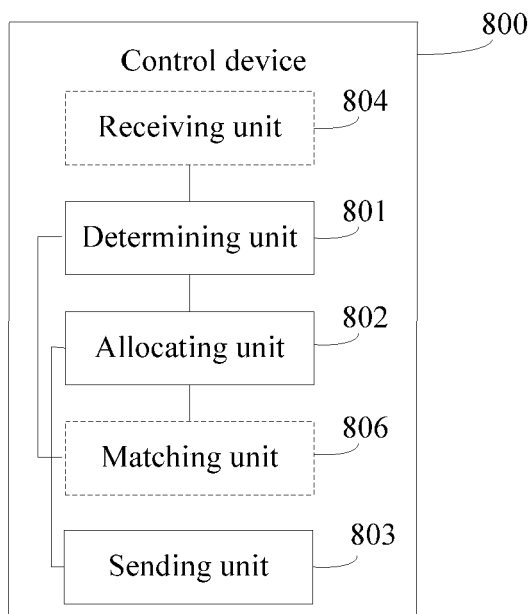 800
Control device
Receiving unit
804
Determining unit
801
Allocating unit
802
Matching unit
806
Sending unit
803